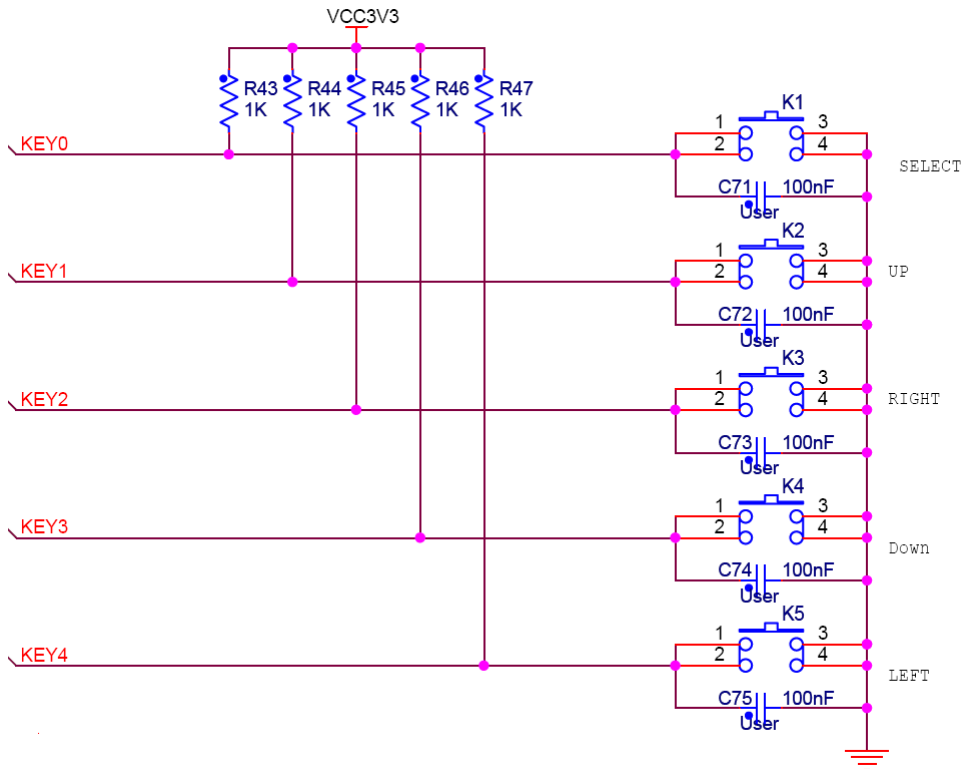 VCC3V3
R43 R44 R45 R46 R47
1K 1K 1K 1K 1K
K1
1 3
KEY0 2 4
SELECT
C71 100nF
User
K2
1 3
KEY1 2 4 UP
C72 100nF
User
K3
1 3
KEY2 2 4 RIGHT
C73 100nF
User
K4
1 3
KEY3 2 4
Down
C74 100nF
User
K5
1 3
KEY4 2 4
LEFT
C75 100nF
User